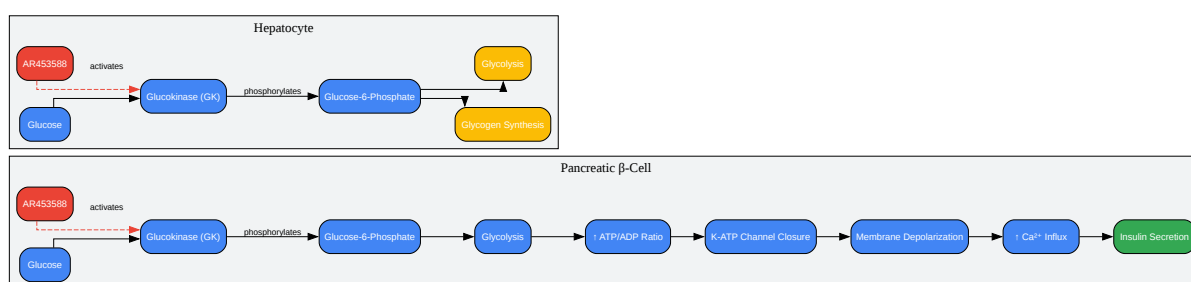 Hepatocyte
AR453588
activates
Glucose
Glucokinase (GK)
phosphorylates
Glucose-6-Phosphate
Glycolysis
Glycogen Synthesis
Pancreatic β-Cell
AR453588
activates
Glucose
Glucokinase (GK)
phosphorylates
Glucose-6-Phosphate
Glycolysis
↑ ATP/ADP Ratio
K-ATP Channel Closure
Membrane Depolarization
↑ Ca²⁺ Influx
Insulin Secretion